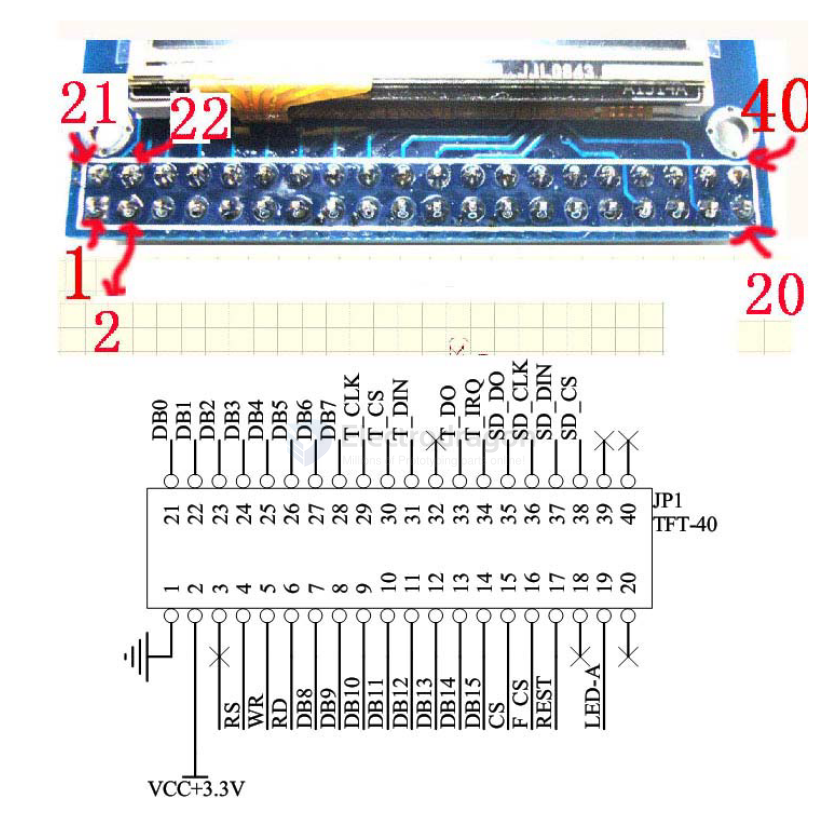 JJL0843
A1314A
21
22
40
1
2
20
DB0
DB1
DB2
DB3
DB4
DB5
DB6
DB7
T_CLK
T_CS
T_DIN
T_DO
T_IRQ
SD_DO
SD_CLK
SD_DIN
SD_CS
Electrodragon
21 22 23 24 25 26 27 28 29 30 31 32 33 34 35 36 37 38 39 40
JP1
TFT-40
1 2 3 4 5 6 7 8 9 10 11 12 13 14 15 16 17 18 19 20
RS
WR
RD
DB8
DB9
DB10
DB11
DB12
DB13
DB14
DB15
CS
F_CS
REST
LED-A
VCC+3.3V